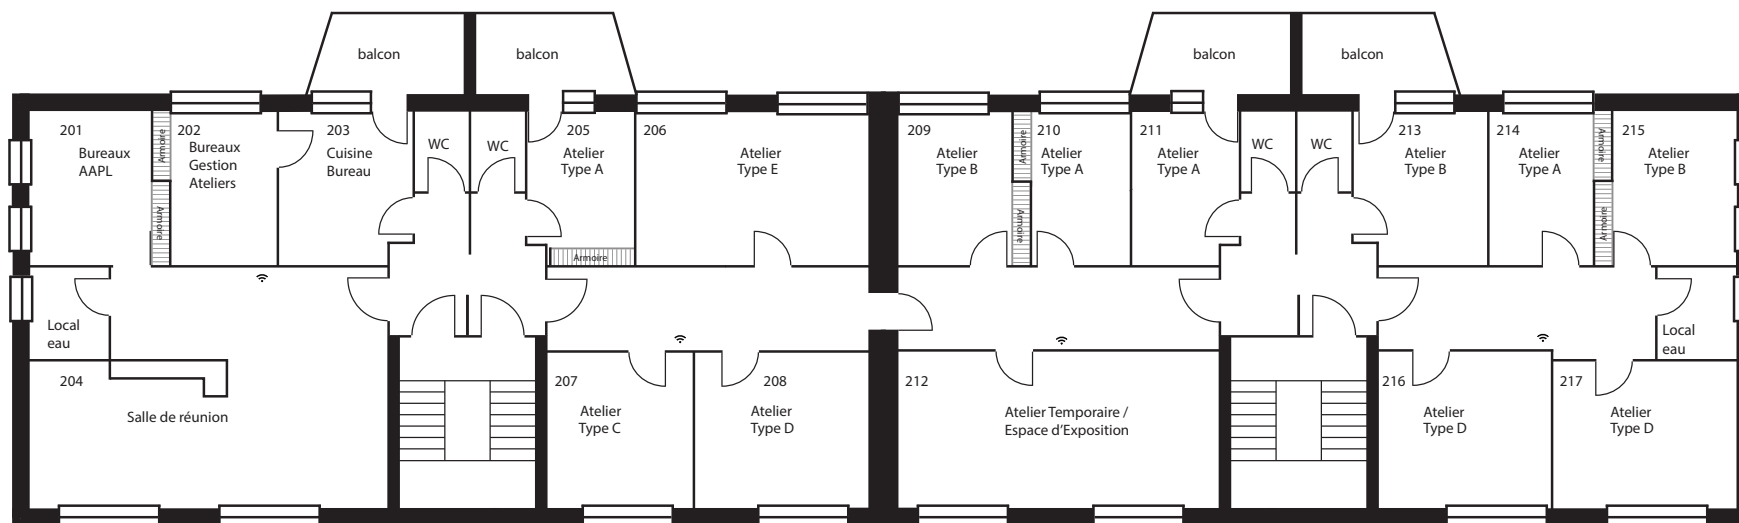 balcon
balcon
balcon
balcon
201
Bureaux
AAPL
Armoire
Armoire
202
Bureaux
Gestion
Ateliers
203
Cuisine
Bureau
WC
WC
205
Atelier
Type A
Armoire
206
Atelier
Type E
209
Atelier
Type B
Armoire
Armoire
210
Atelier
Type A
211
Atelier
Type A
WC
WC
213
Atelier
Type B
214
Atelier
Type A
Armoire
Armoire
215
Atelier
Type B
Local
eau
Local
eau
204
Salle de réunion
207
Atelier
Type C
208
Atelier
Type D
212
Atelier Temporaire /
Espace d’Exposition
216
Atelier
Type D
217
Atelier
Type D